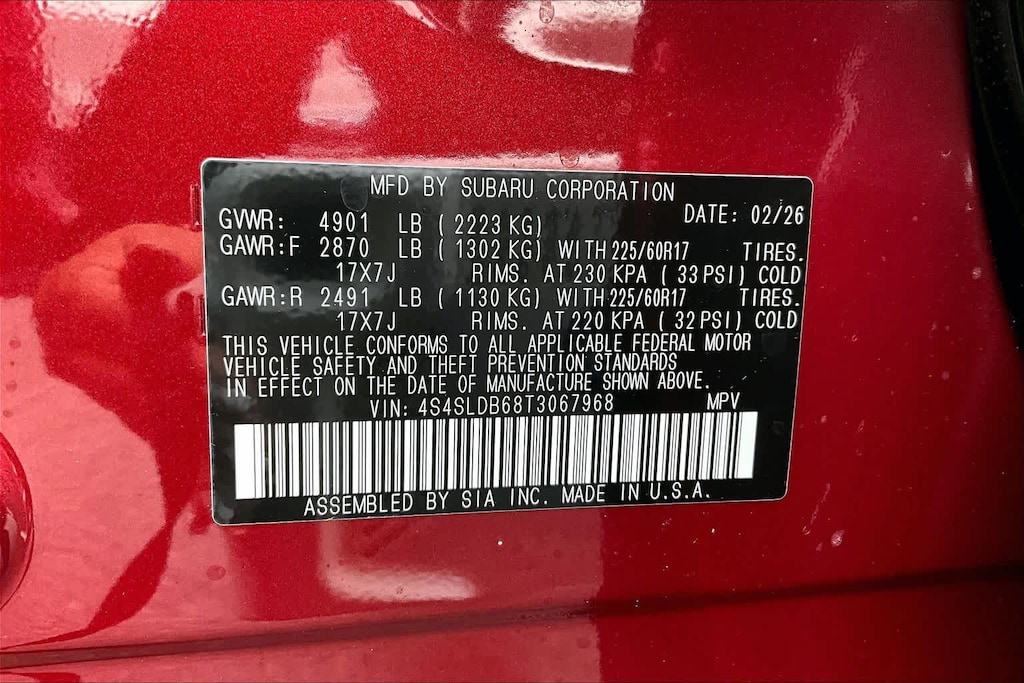 MFD BY SUBARU CORPORATION
GVWR: 4901 LB ( 2223 KG) DATE: 02/26
GAWR:F 2870 LB ( 1302 KG) WITH 225/60R17 TIRES.
17X7J RIMS. AT 230 KPA ( 33 PSI) COLD
GAWR:R 2491 LB ( 1130 KG) WITH 225/60R17 TIRES.
17X7J RIMS. AT 220 KPA ( 32 PSI) COLD
THIS VEHICLE CONFORMS TO ALL APPLICABLE FEDERAL MOTOR
VEHICLE SAFETY AND THEFT PREVENTION STANDARDS
IN EFFECT ON THE DATE OF MANUFACTURE SHOWN ABOVE.
VIN: 4S4SLDB68T3067968 MPV
ASSEMBLED BY SIA INC. MADE IN U.S.A.